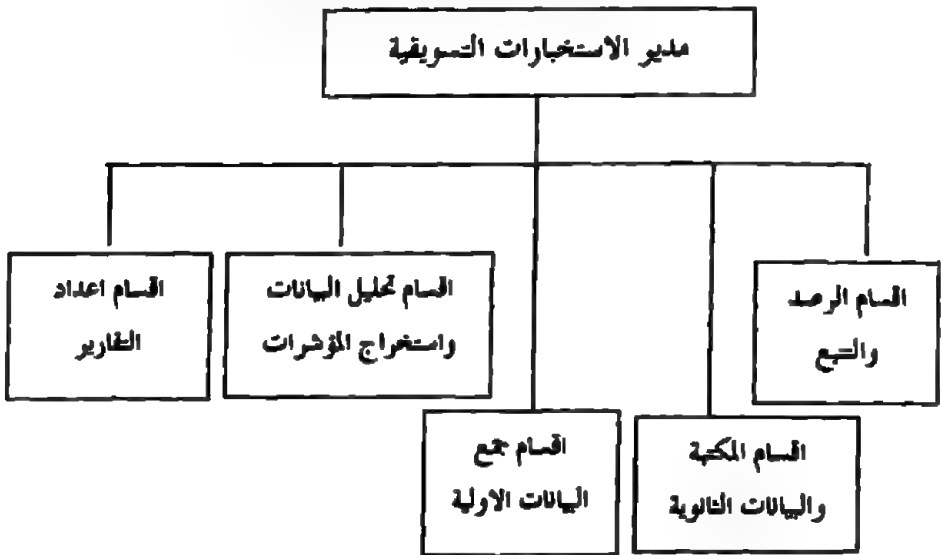 مدير الاستخبارات التسويقية
اقسام الرصد
والتتبع
اقسام المكتبة
والبيانات الثانوية
اقسام جمع
البيانات الاولية
اقسام تحليل البيانات
واستخراج المؤشرات
اقسام اعداد
التقارير